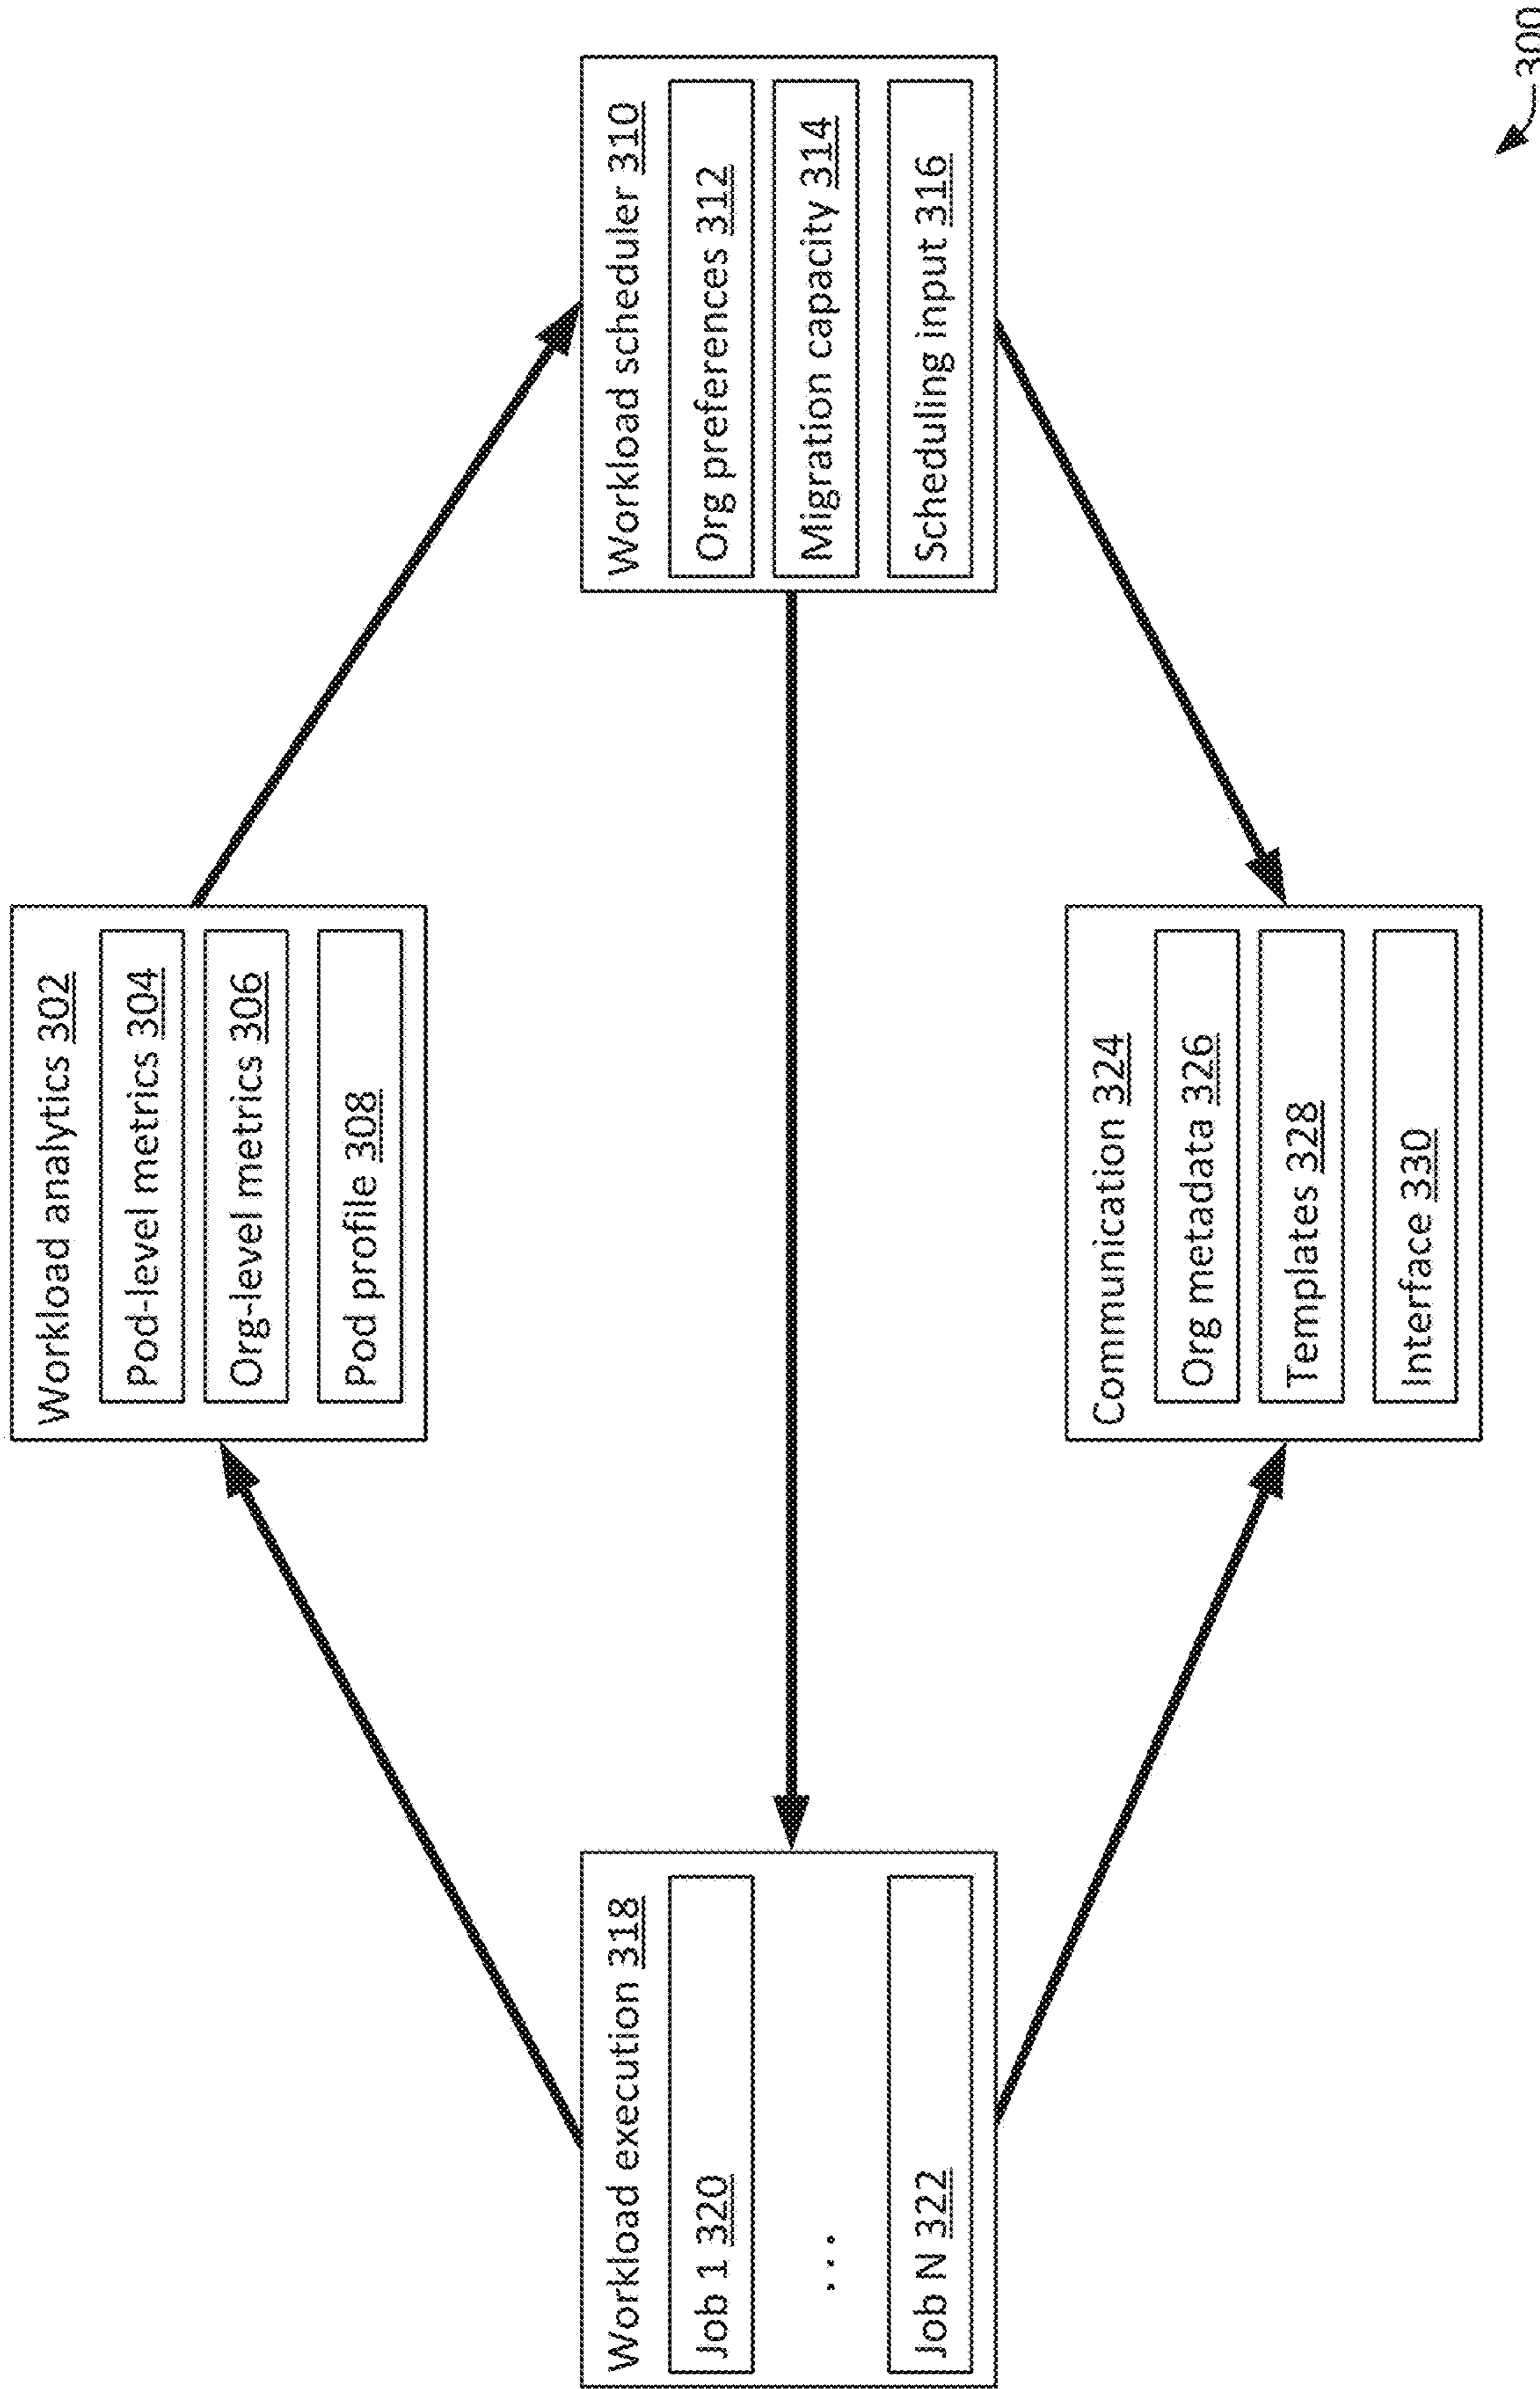 Workload analytics 302
Pod-level metrics 304
Org-level metrics 306
Pod profile 308
Workload execution 318
Job 1 320
...
Job N 322
Workload scheduler 310
Org preferences 312
Migration capacity 314
Scheduling input 316
Communication 324
Org metadata 326
Templates 328
Interface 330
300